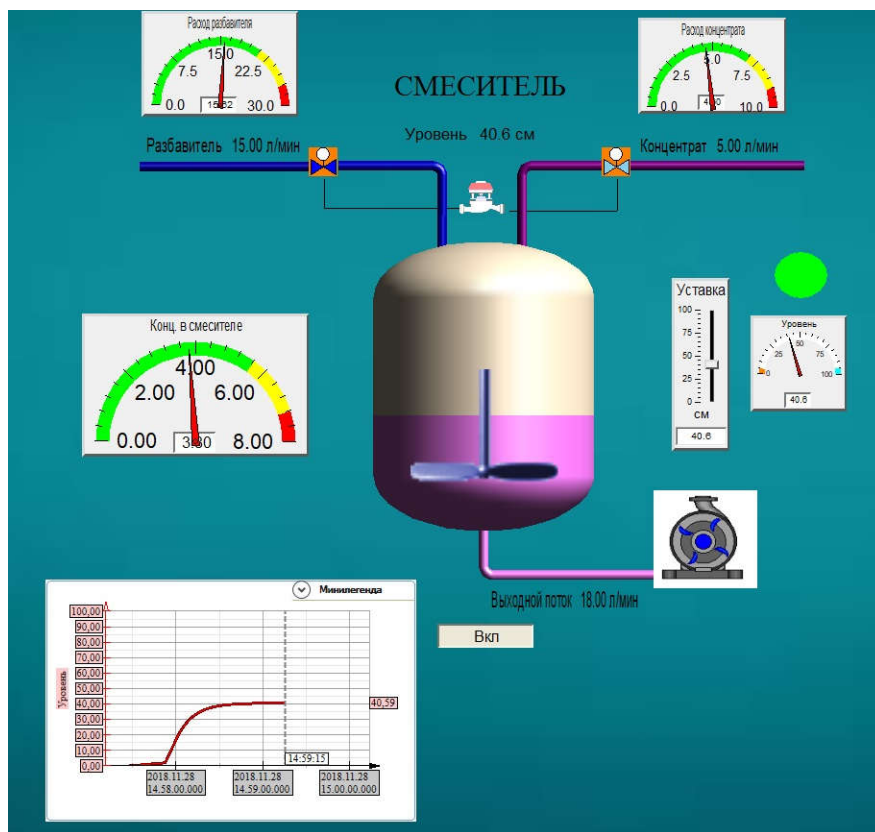 Расход разбавителя
15.0
7.5 22.5
0.0 30.0
Расход концентрата
5.0
2.5 7.5
0.0 10.0
СМЕСИТЕЛЬ
Уровень 40.6 см
Разбавитель 15.00 л/мин
Концентрат 5.00 л/мин
Конц. в смесителе
4.00
2.00 6.00
0.00 8.00
Уставка
100
75
50
25
0
см
40.6
Уровень
50
25 75
0 100
40.6
Выходной поток 18.00 л/мин
Вкл
Минилегенда
Уровень
100,00
90,00
80,00
70,00
60,00
50,00
40,00
30,00
20,00
10,00
0,00
40,59
14:59:15
2018.11.28
14.58.00.000
2018.11.28
14.59.00.000
2018.11.28
15.00.00.000